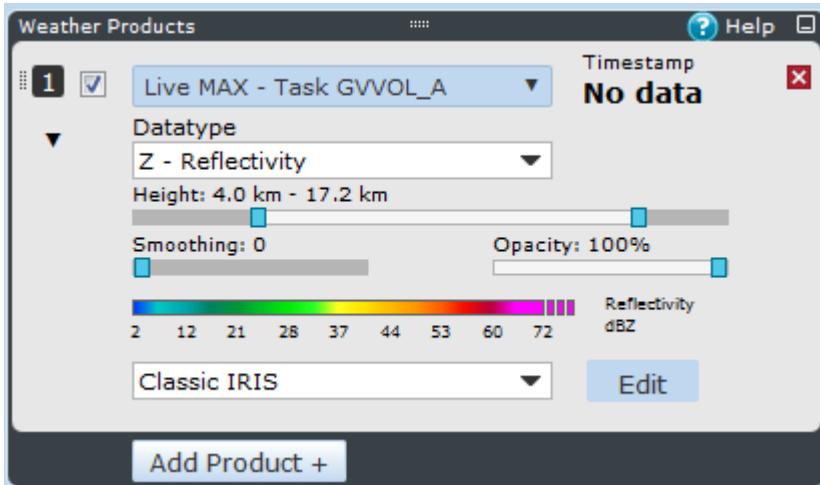 Weather Products
Help
1
Live MAX - Task GVVOL_A
Timestamp
No data
Datatype
Z - Reflectivity
Height: 4.0 km - 17.2 km
Smoothing: 0
Opacity: 100%
2 12 21 28 37 44 53 60 72
Reflectivity
dBZ
Classic IRIS
Edit
Add Product +